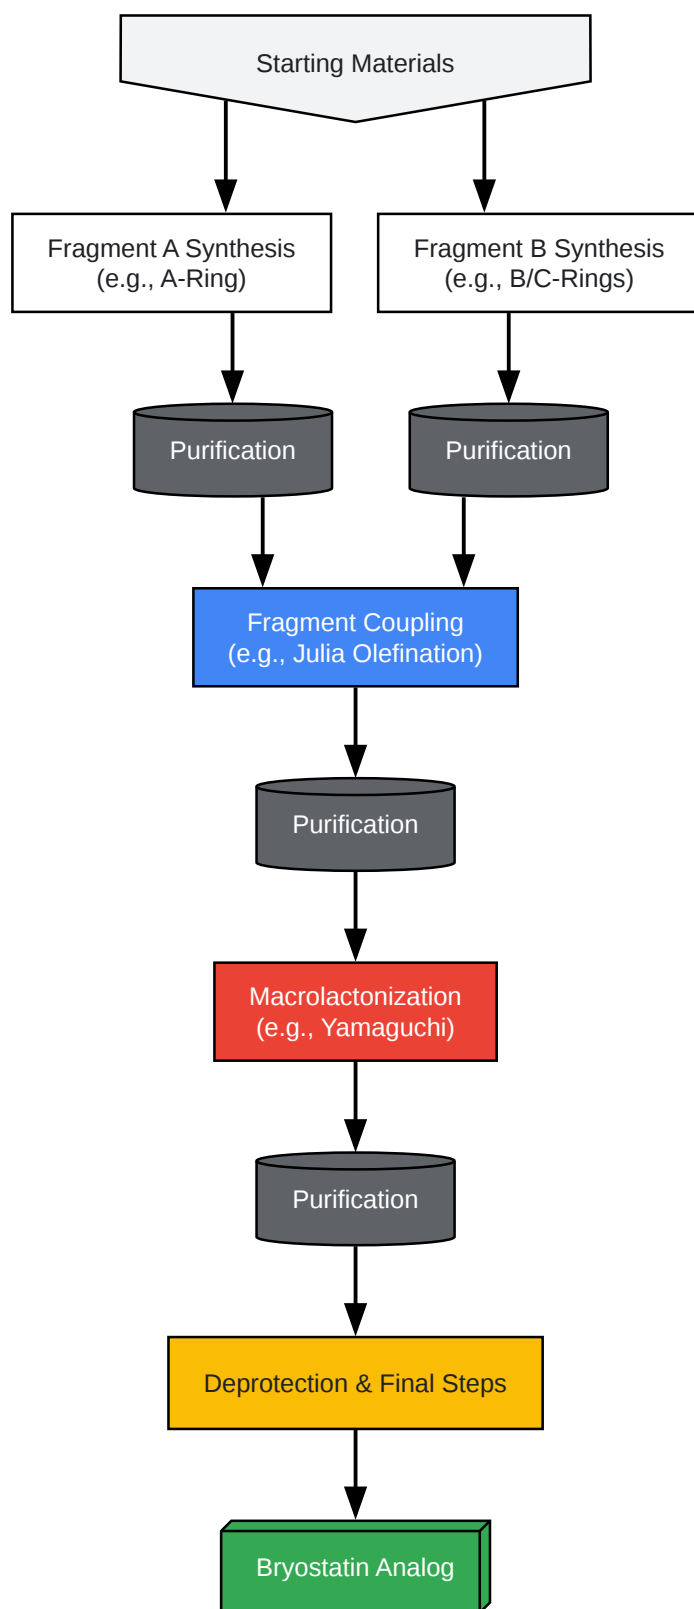 Starting Materials
Fragment A Synthesis
(e.g., A-Ring)
Fragment B Synthesis
(e.g., B/C-Rings)
Purification
Purification
Fragment Coupling
(e.g., Julia Olefination)
Purification
Macrolactonization
(e.g., Yamaguchi)
Purification
Deprotection & Final Steps
Bryostatin Analog